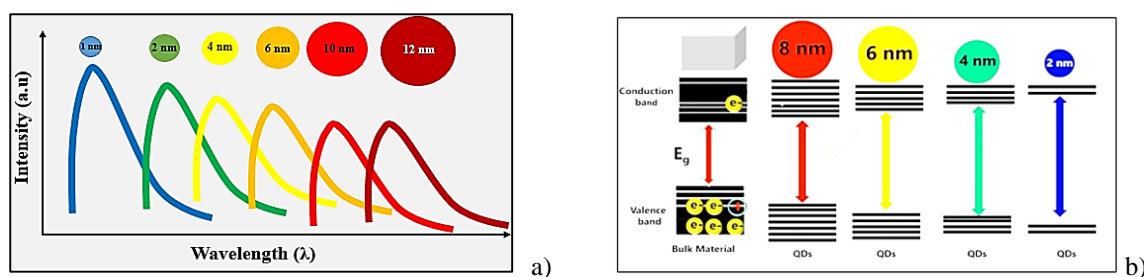 1 nm 2 nm 4 nm 6 nm 10 nm 12 nm
Intensity (a.u)
Wavelength (λ)
a)
8 nm 6 nm 4 nm 2 nm
Conduction
band
e-
Eg
Valence
band
e- e-
e- e- e-
Bulk Material
QDs QDs QDs QDs
b)